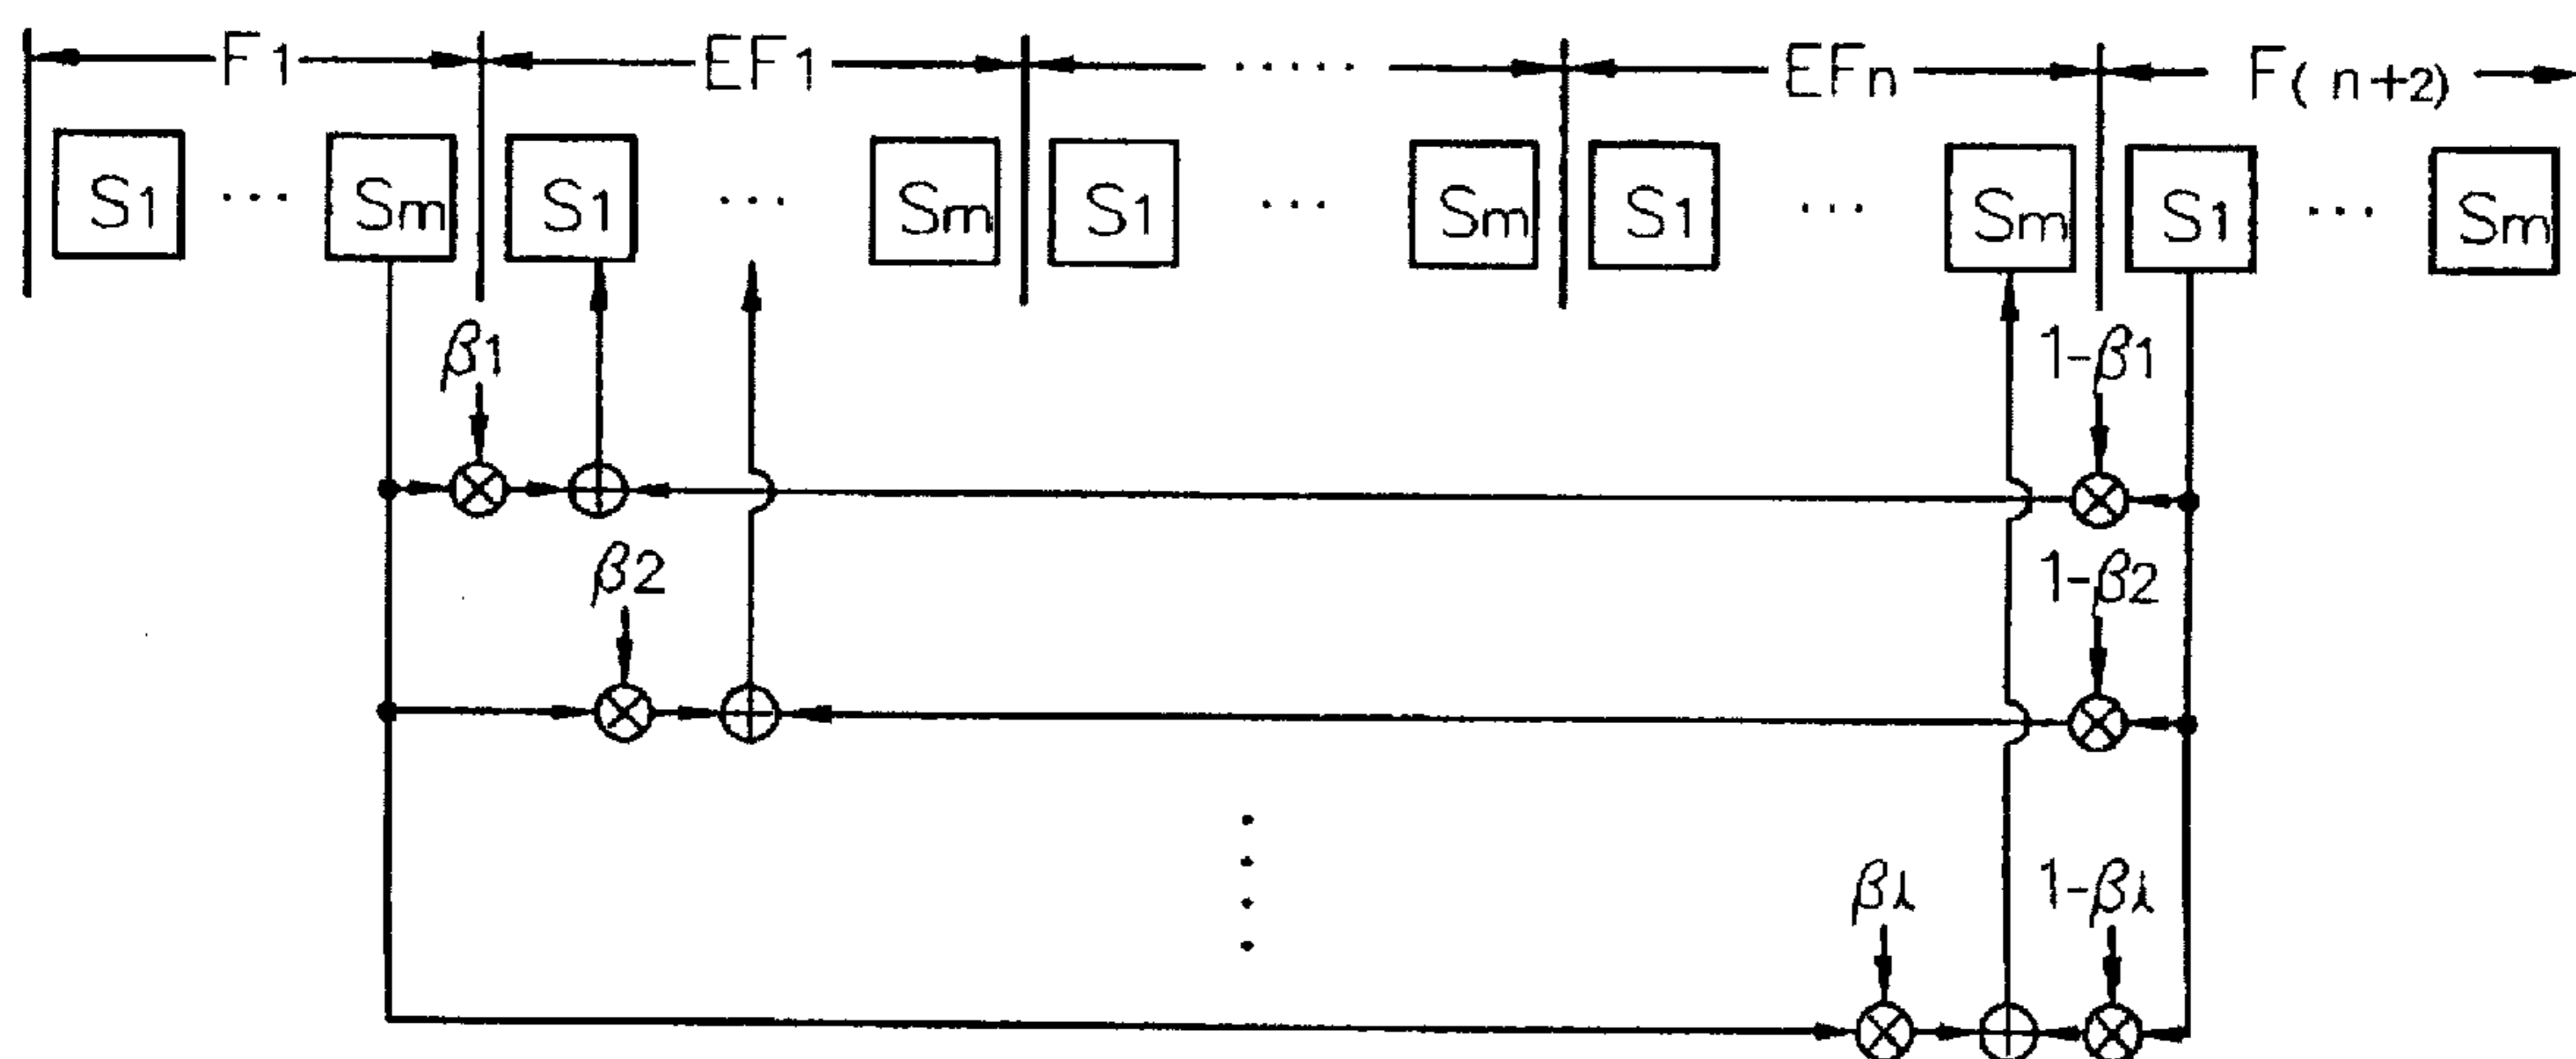 F1 EF1 ..... EFn F(n+2)
S1 ... Sm S1 ... Sm S1 ... Sm S1 ... Sm S1 ... Sm
β1 1-β1
β2 1-β2
βλ 1-βλ